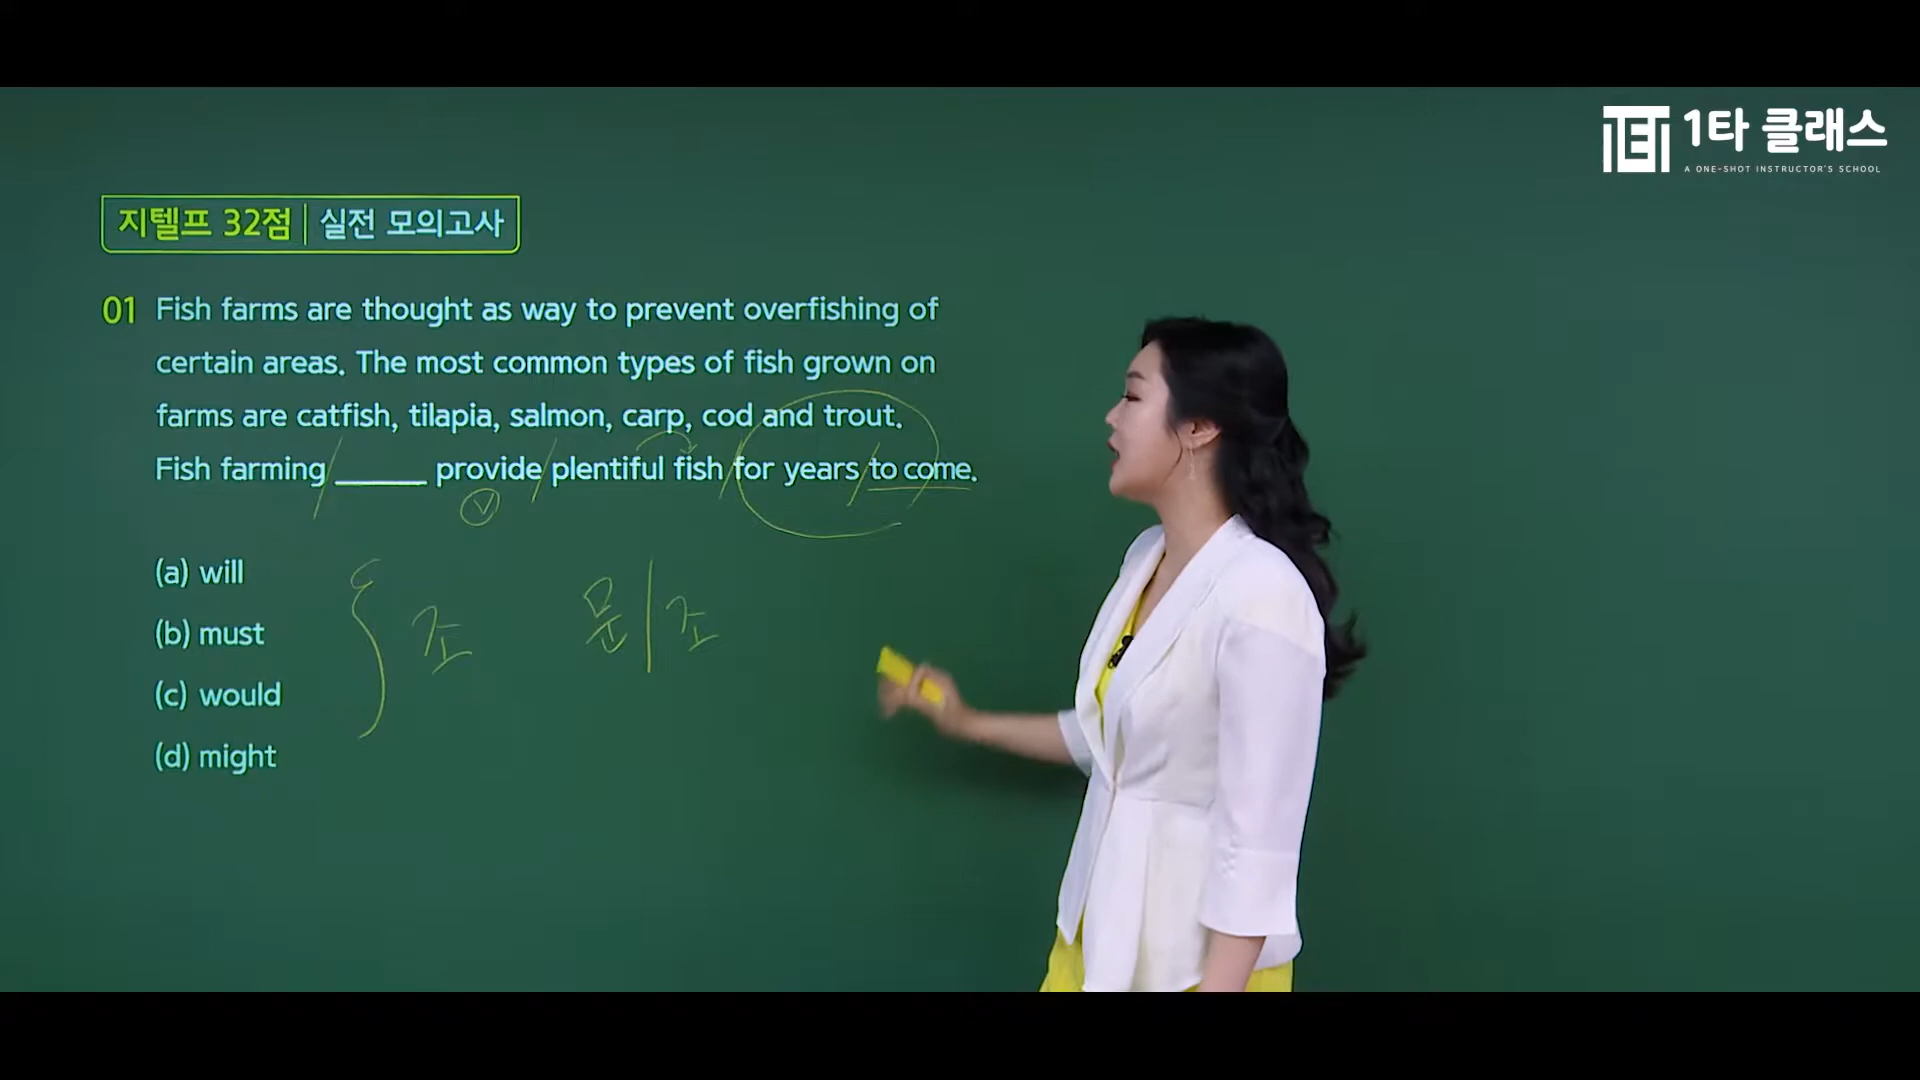 1타 클래스
A ONE-SHOT INSTRUCTOR'S SCHOOL
지텔프 32점 | 실전 모의고사
01 Fish farms are thought as way to prevent overfishing of
certain areas. The most common types of fish grown on
farms are catfish, tilapia, salmon, carp, cod and trout.
Fish farming ______ provide plentiful fish for years to come.
(a) will
(b) must
(c) would
(d) might
조
문 조